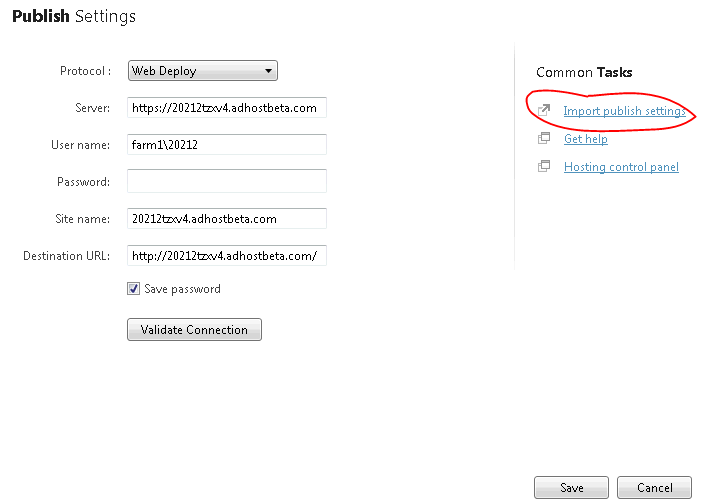 Publish Settings
Protocol :
Web Deploy
Server:
https://20212tzxv4.adhostbeta.com
User name:
farm1\20212
Password:
Site name:
20212tzxv4.adhostbeta.com
Destination URL:
http://20212tzxv4.adhostbeta.com/
Save password
Validate Connection
Common Tasks
Import publish settings
Get help
Hosting control panel
Save
Cancel